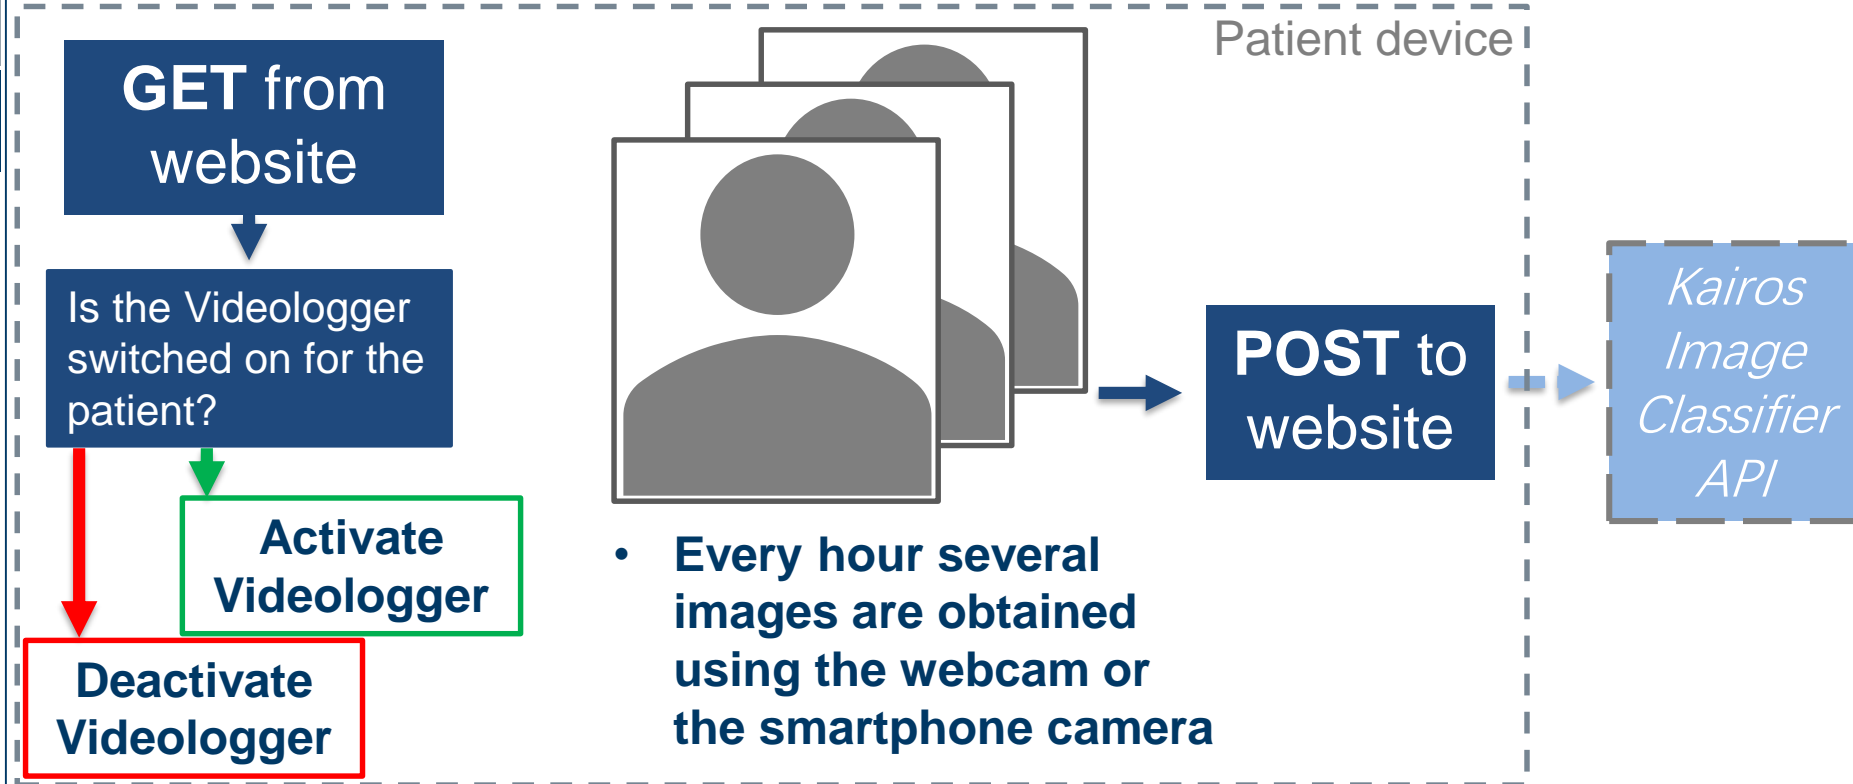 Patient device
GET from
website
Is the Videologger
switched on for the
patient?
Activate
Videologger
Deactivate
Videologger
• Every hour several
images are obtained
using the webcam or
the smartphone camera
POST to
website
Kairos
Image
Classifier
API